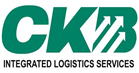 CKB
INTEGRATED LOGISTICS SERVICES